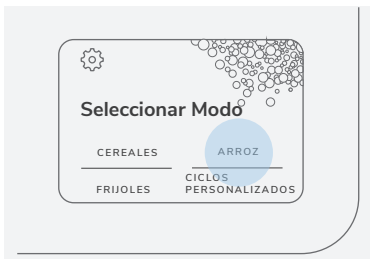 Seleccionar Modo
CEREALES
ARROZ
FRIJOLES
CICLOS
PERSONALIZADOS